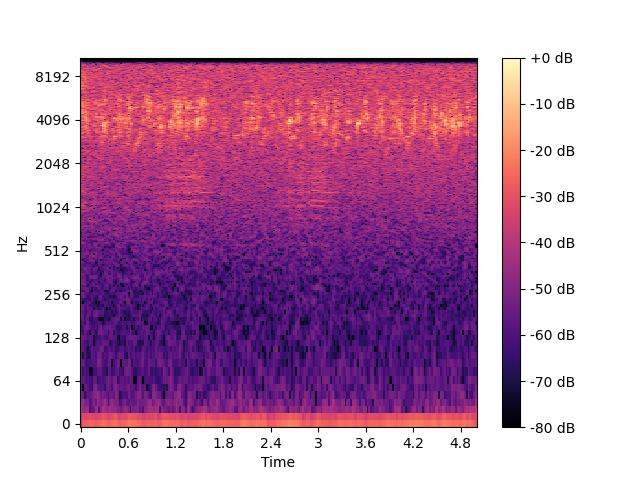 8192
4096
2048
1024
512
256
128
64
0
Hz
0 0.6 1.2 1.8 2.4 3 3.6 4.2 4.8
Time
+0 dB
-10 dB
-20 dB
-30 dB
-40 dB
-50 dB
-60 dB
-70 dB
-80 dB